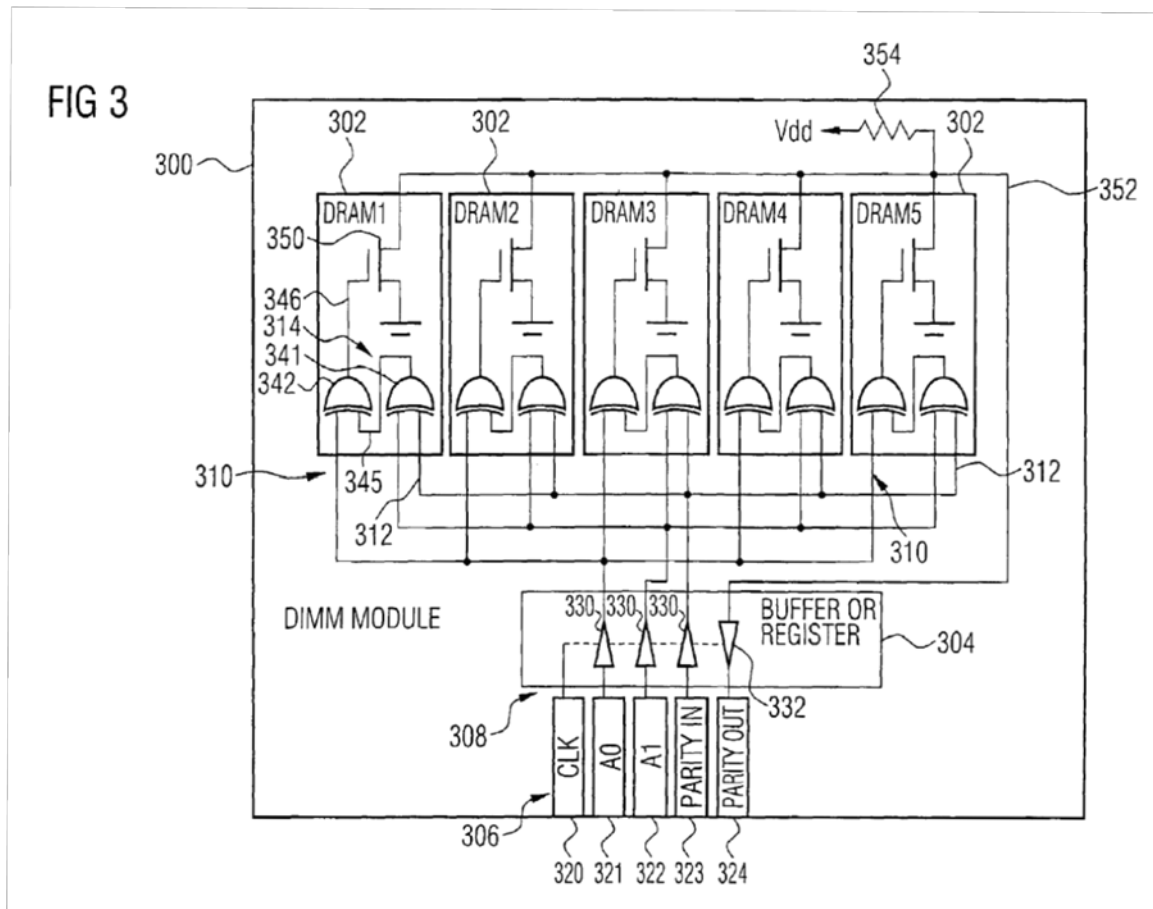 FIG 3
354
Vdd
302
302
302
300
352
DRAM1
DRAM2
DRAM3
DRAM4
DRAM5
350
346
314
341
342
310
345
312
312
310
DIMM MODULE
330
330
330
BUFFER OR
REGISTER
304
332
308
CLK
A0
A1
PARITY IN
PARITY OUT
306
320
321
322
323
324